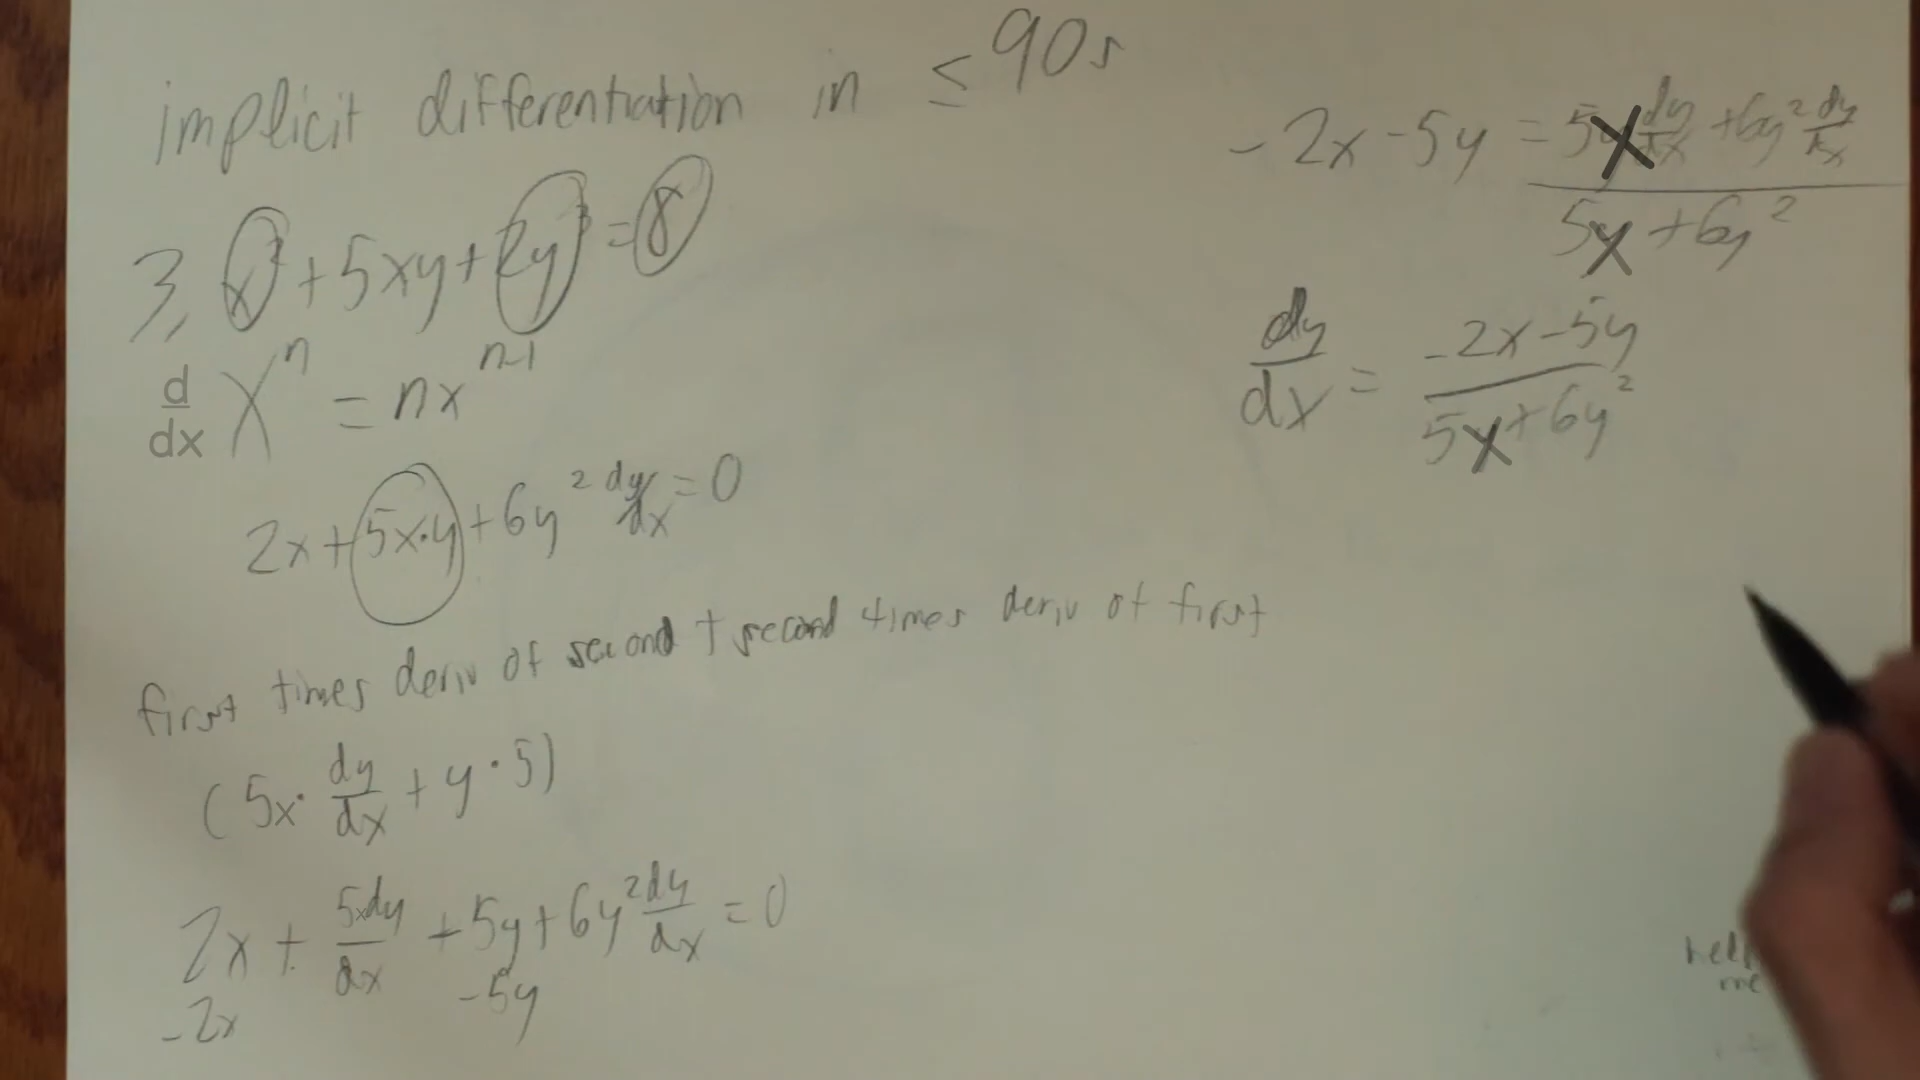 implicit differentiation in ≤ 90s
3, x² + 5xy + 2y³ = 8
d/dx xⁿ = nxⁿ⁻¹
2x + 5x·y + 6y² dy/dx = 0
first times deriv of second + second times deriv of first
(5x · dy/dx + y · 5)
2x + 5xdy/dx + 5y + 6y² dy/dx = 0
-2x -5y
-2x - 5y = 5x dy/dx + 6y² dy/dx
5x + 6y²
dy/dx = -2x - 5y / 5x + 6y²
me